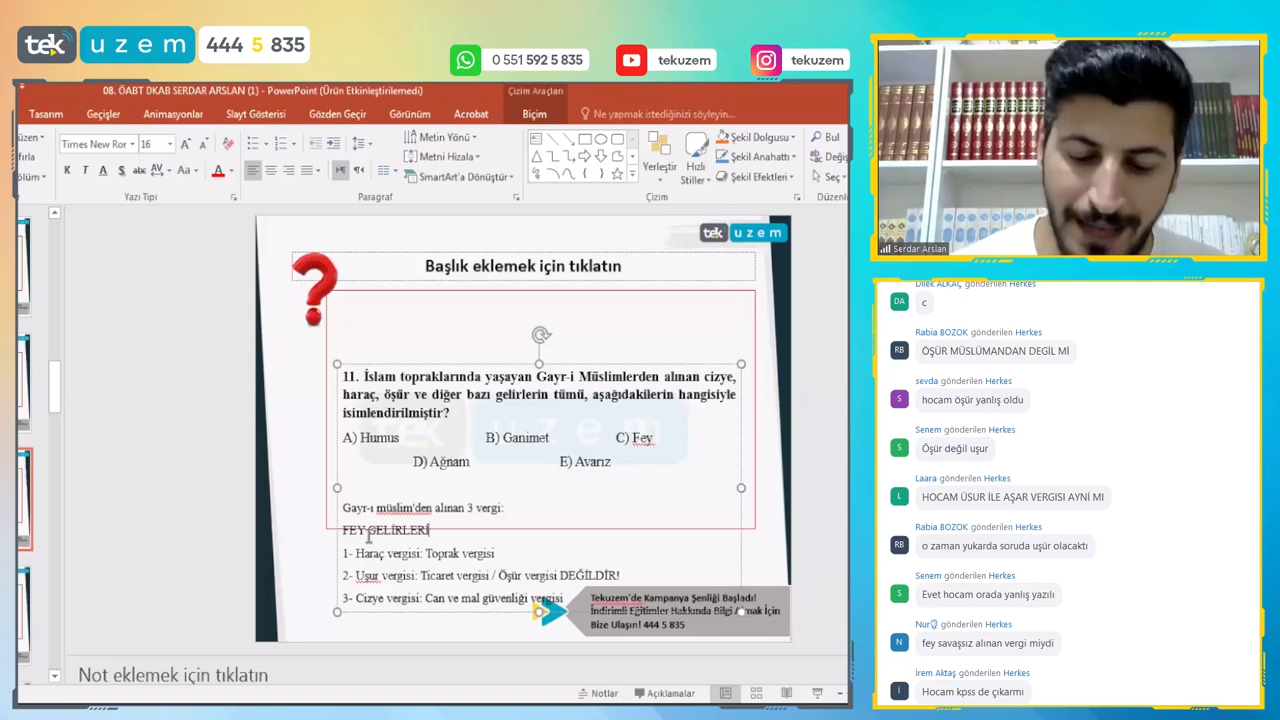 tek uzem 444 5 835
0 551 592 5 835
tekuzem
tekuzem
08. ÖABT DKAB SERDAR ARSLAN (1) - PowerPoint (Ürün Etkinleştirilemedi)
Çizim Araçları
Tasarım Geçişler Animasyonlar Slayt Gösterisi Gözden Geçir Görünüm Acrobat Biçim Ne yapmak istediğinizi söyleyin...
Times New Ror 16
Metin Yönü
Metni Hizala
SmartArt'a Dönüştür
Yerleştir
Hızlı
Stiller
Şekil Dolgusu
Şekil Anahattı
Şekil Efektleri
Bul
Değiş
Seç
Yazı Tipi
Paragraf
Çizim
Düzenle
tek uzem
Başlık eklemek için tıklatın
11. İslam topraklarında yaşayan Gayr-i Müslimlerden alınan cizye,
haraç, öşür ve diğer bazı gelirlerin tümü, aşağıdakilerin hangisiyle
isimlendirilmiştir?
A) Humus B) Ganimet C) Fey
D) Ağnam E) Avarız
Gayr-ı müslim'den alınan 3 vergi:
FEY GELİRLERİ
1- Haraç vergisi: Toprak vergisi
2- Uşur vergisi: Ticaret vergisi / Öşür vergisi DEĞİLDİR!
3- Cizye vergisi: Can ve mal güvenliği vergisi
Tekuzem'de Kampanya Şenliği Başladı!
İndirimli Eğitimler Hakkında Bilgi Almak İçin
Bize Ulaşın! 444 5 835
Not eklemek için tıklatın
Notlar
Açıklamalar
Serdar Arslan
Dilek ALKAÇ gönderilen Herkes
DA
c
Rabia BOZOK gönderilen Herkes
RB
ÖŞÜR MÜSLÜMANDAN DEGİL Mİ
sevda gönderilen Herkes
S
hocam öşür yanlış oldu
Senem gönderilen Herkes
S
Öşür değil uşur
Laara gönderilen Herkes
L
HOCAM ÜSUR İLE AŞAR VERGISI AYNİ MI
Rabia BOZOK gönderilen Herkes
RB
o zaman yukarda soruda uşür olacaktı
Senem gönderilen Herkes
S
Evet hocam orada yanlış yazılı
Nur gönderilen Herkes
N
fey savaşsız alınan vergi miydi
İrem Aktaş gönderilen Herkes
İ
Hocam kpss de çıkarmı